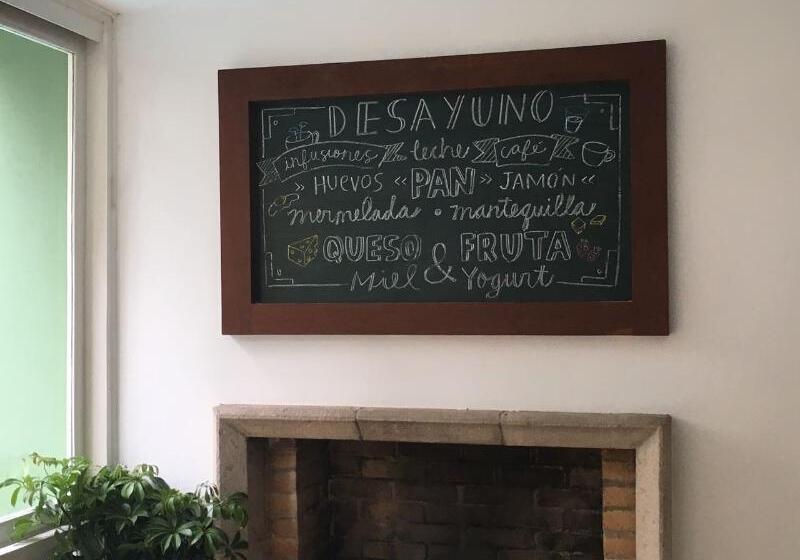 DESAYUNO
infusiones leche café
» HUEVOS «PAN» JAMÓN «
mermelada • mantequilla
QUESO & FRUTA
Miel Yogurt